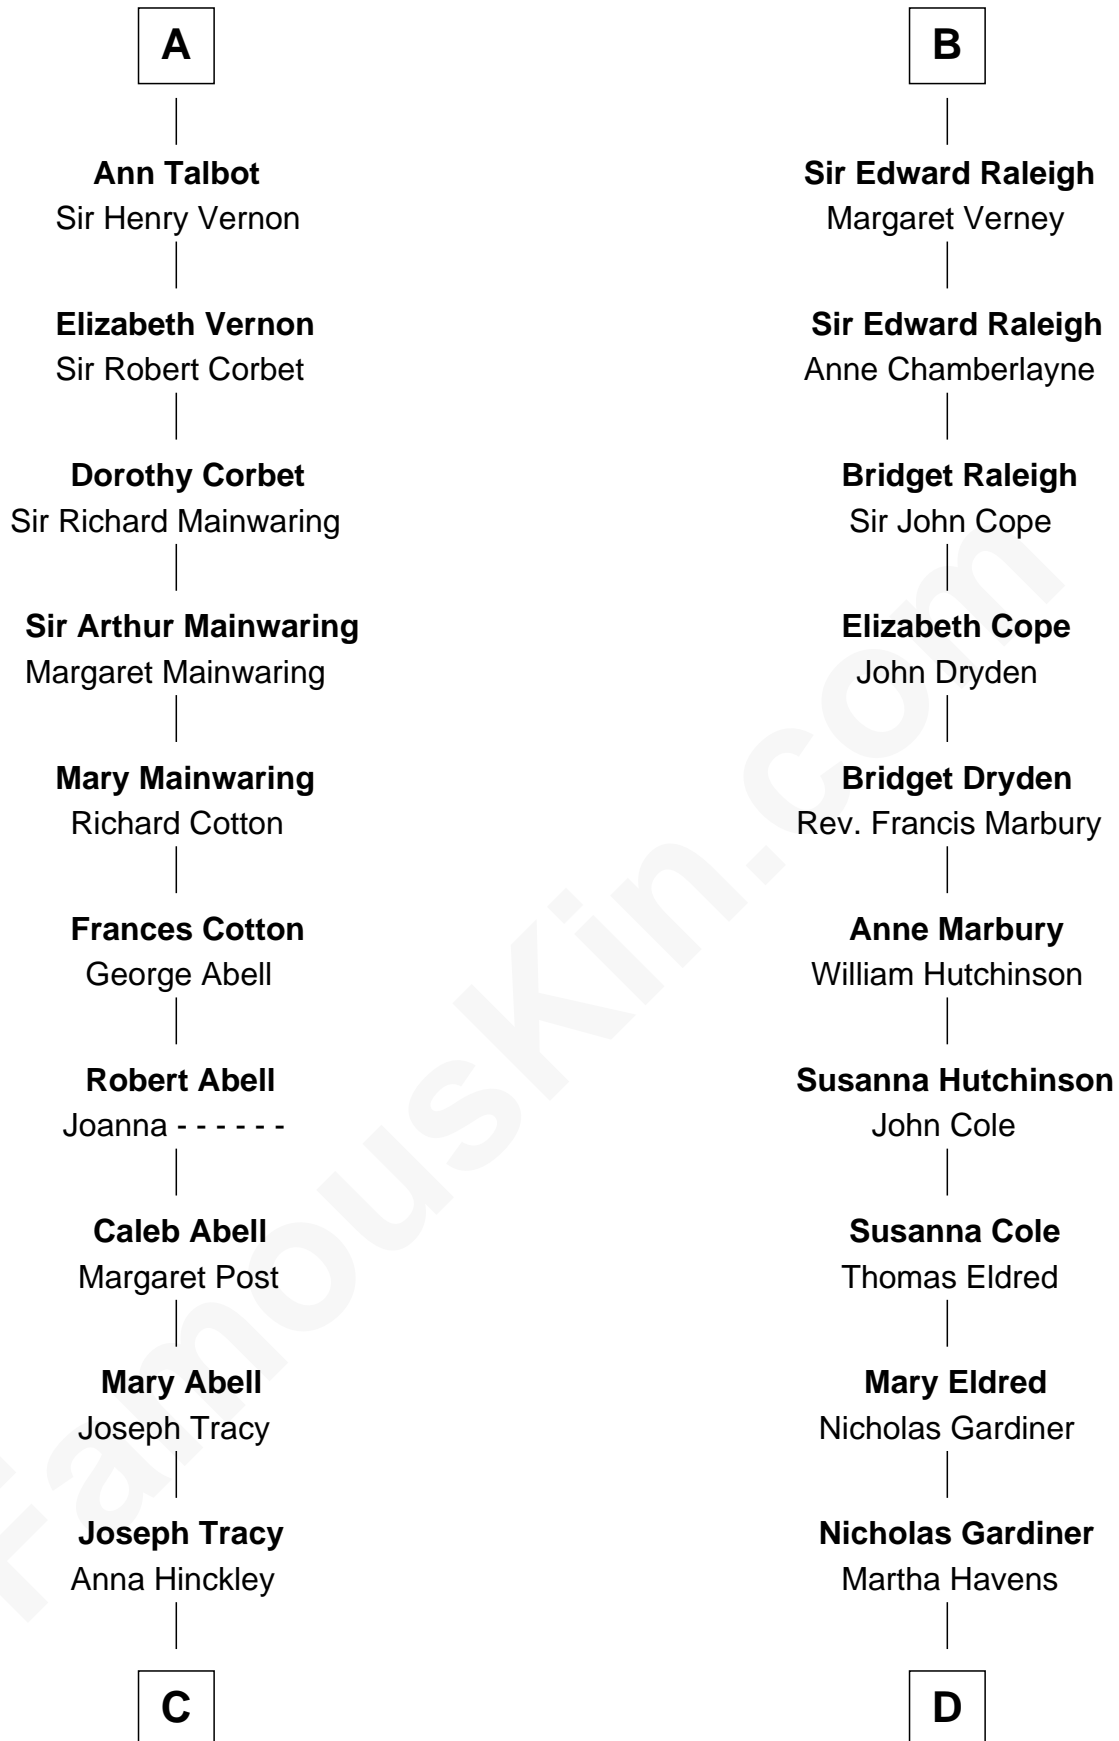 A
Ann Talbot
Sir Henry Vernon
Elizabeth Vernon
Sir Robert Corbet
Dorothy Corbet
Sir Richard Mainwaring
Sir Arthur Mainwaring
Margaret Mainwaring
Mary Mainwaring
Richard Cotton
Frances Cotton
George Abell
Robert Abell
Joanna - - - - - -
Caleb Abell
Margaret Post
Mary Abell
Joseph Tracy
Joseph Tracy
Anna Hinckley
C
B
Sir Edward Raleigh
Margaret Verney
Sir Edward Raleigh
Anne Chamberlayne
Bridget Raleigh
Sir John Cope
Elizabeth Cope
John Dryden
Bridget Dryden
Rev. Francis Marbury
Anne Marbury
William Hutchinson
Susanna Hutchinson
John Cole
Susanna Cole
Thomas Eldred
Mary Eldred
Nicholas Gardiner
Nicholas Gardiner
Martha Havens
D
FamousKin.com